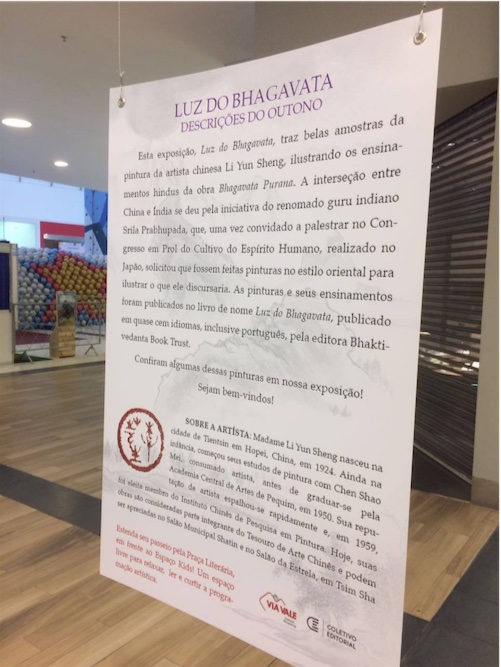 LUZ DO BHAGAVATA
DESCRIÇÕES DO OUTONO
Esta exposição, Luz do Bhagavata, traz belas amostras da
pintura da artista chinesa Li Yun Sheng, ilustrando os ensina-
mentos hindus da obra Bhagavata Purana. A interseção entre
China e Índia se deu pela iniciativa do renomado guru indiano
Srila Prabhupada, que, uma vez convidado a palestrar no Con-
gresso em Prol do Cultivo do Espírito Humano, realizado no
Japão, solicitou que fossem feitas pinturas no estilo oriental para
ilustrar o que ele discursaria. As pinturas e seus ensinamentos
foram publicados no livro de nome Luz do Bhagavata, publicado
em quase cem idiomas, inclusive português, pela editora Bhakti-
vedanta Book Trust.
Confiram algumas dessas pinturas em nossa exposição!
Sejam bem-vindos!
SOBRE A ARTÍSTA: Madame Li Yun Sheng nasceu na
cidade de Tientsin em Hopei, China, em 1924. Ainda na
infância, começou seus estudos de pintura com Chen Shao
Mei, consumado artista, antes de graduar-se pela
Academia Central de Artes de Pequim, em 1950. Sua repu-
tação de artista espalhou-se rapidamente e, em 1959,
foi eleita membro do Instituto Chinês de Pesquisa em Pintura. Hoje, suas
obras são consideradas parte integrante do Tesouro de Arte Chinês e podem
ser apreciadas no Salão Municipal Shatin e no Salão da Estrela, em Tsim Sha
Estenda seu passeio pela Praça Literária,
em frente ao Espaço Kids! Um espaço
livre para relaxar, ler e curtir a progra-
mação artística.
VIA VALE
COLETIVO
EDITORIAL